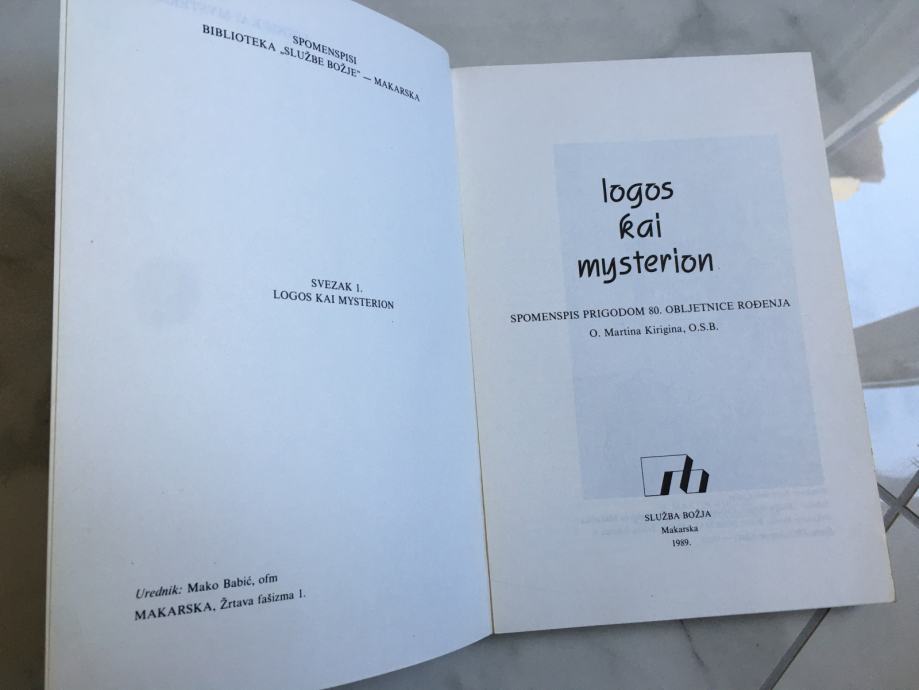 SPOMENSPISI
BIBLIOTEKA „SLUŽBE BOŽJE" — MAKARSKA
SVEZAK 1.
LOGOS KAI MYSTERION
Urednik: Mako Babić, ofm
MAKARSKA, Žrtava fašizma 1.
logos
kai
mysterion
SPOMENSPIS PRIGODOM 80. OBLJETNICE ROĐENJA
O. Martina Kirigina, O.S.B.
SLUŽBA BOŽJA
Makarska
1989.